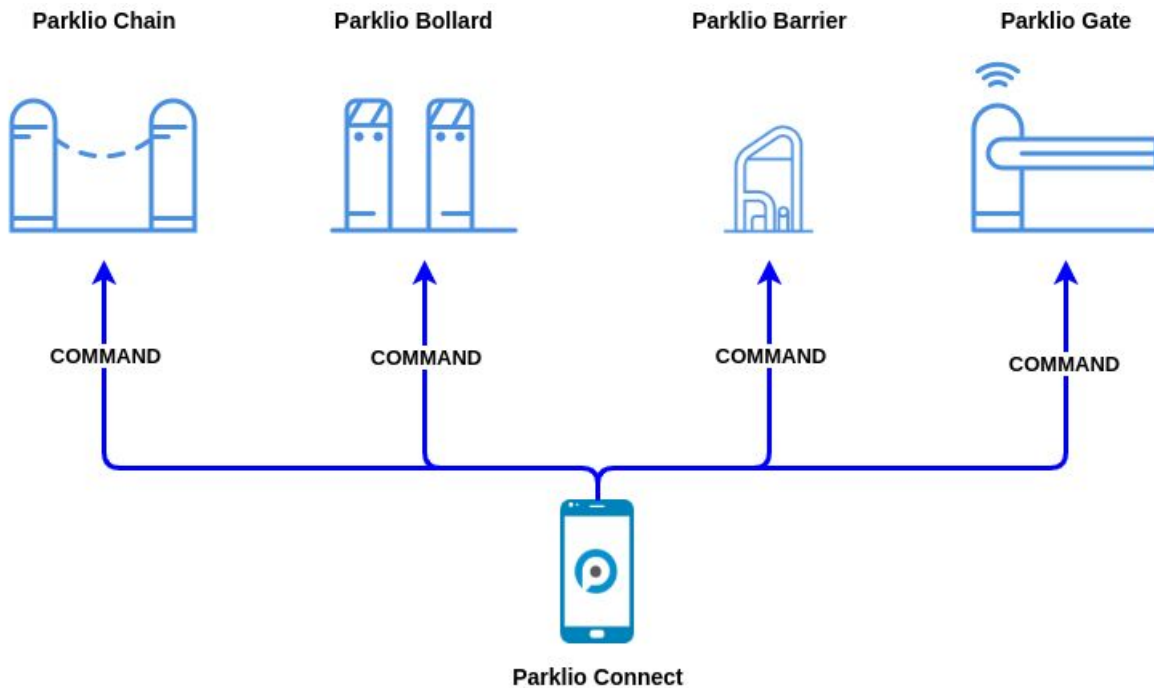 Parklio Chain
Parklio Bollard
Parklio Barrier
Parklio Gate
COMMAND
COMMAND
COMMAND
COMMAND
Parklio Connect